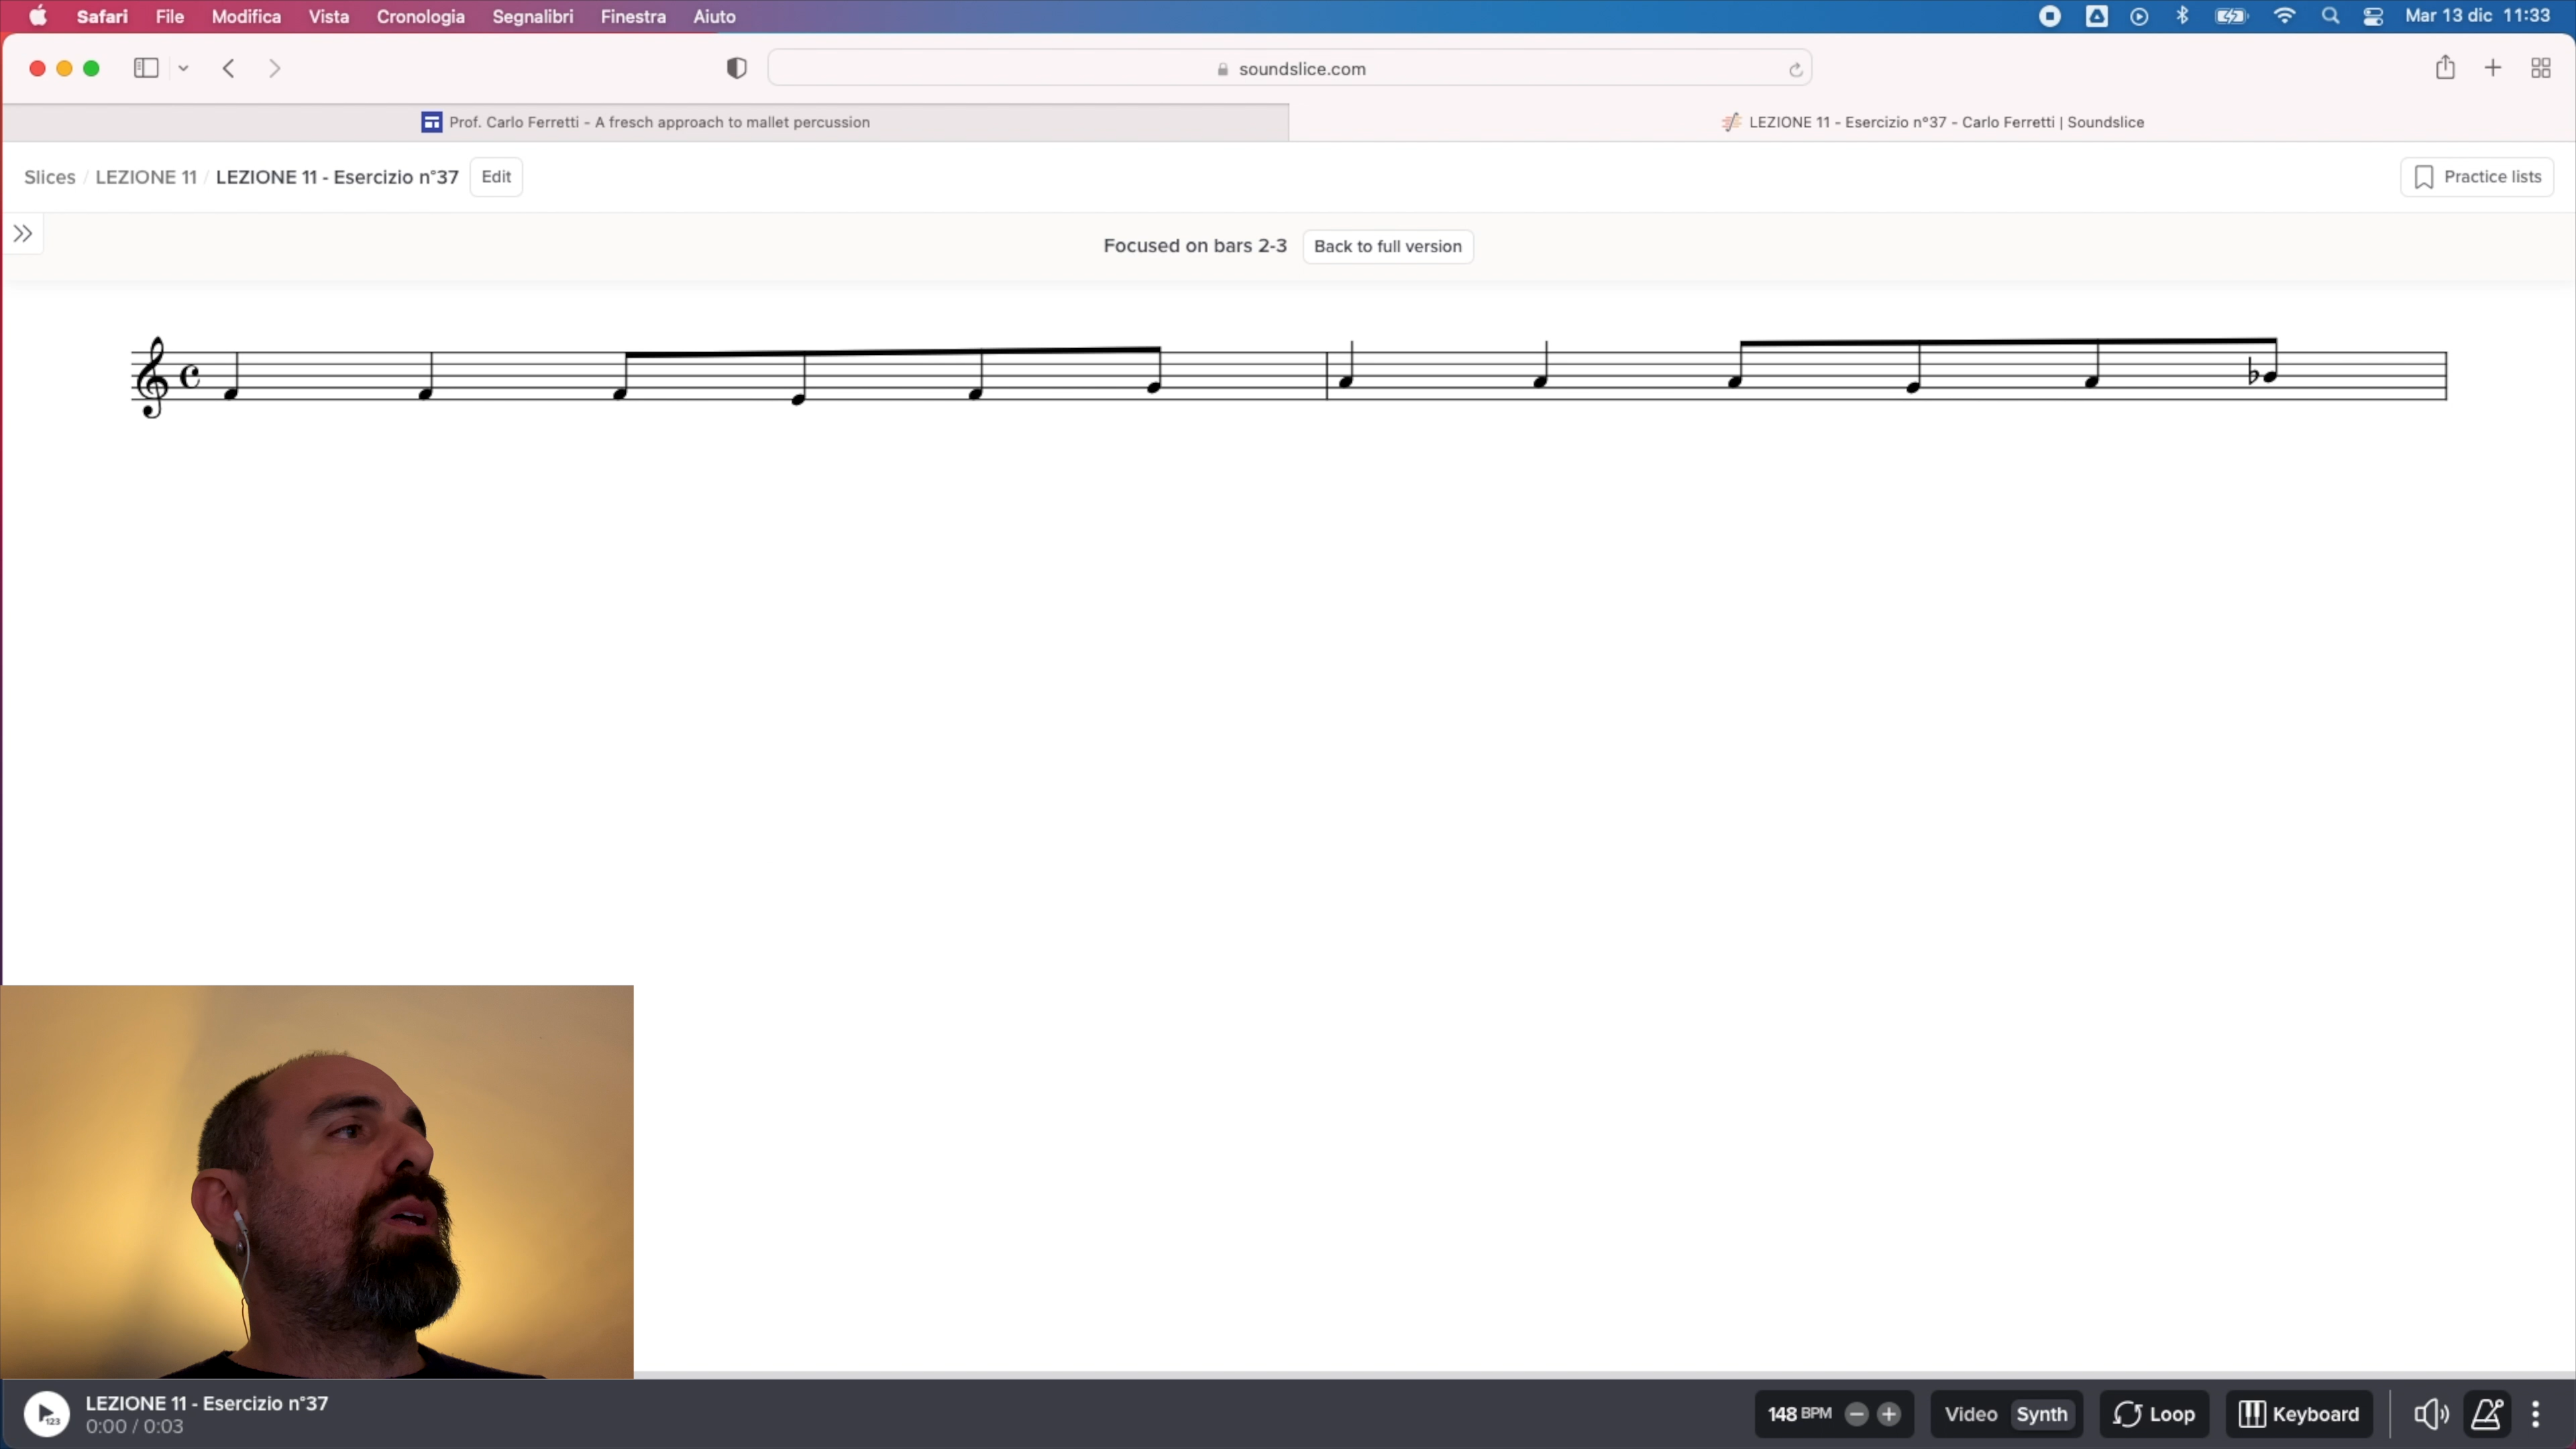 Safari File Modifica Vista Cronologia Segnalibri Finestra Aiuto Mar 13 dic 11:33
soundslice.com
Prof. Carlo Ferretti - A fresch approach to mallet percussion
LEZIONE 11 - Esercizio n°37 - Carlo Ferretti | Soundslice
Slices / LEZIONE 11 / LEZIONE 11 - Esercizio n°37 Edit Practice lists
Focused on bars 2-3 Back to full version
LEZIONE 11 - Esercizio n°37
0:00 / 0:03
123
148 BPM Video Synth Loop Keyboard